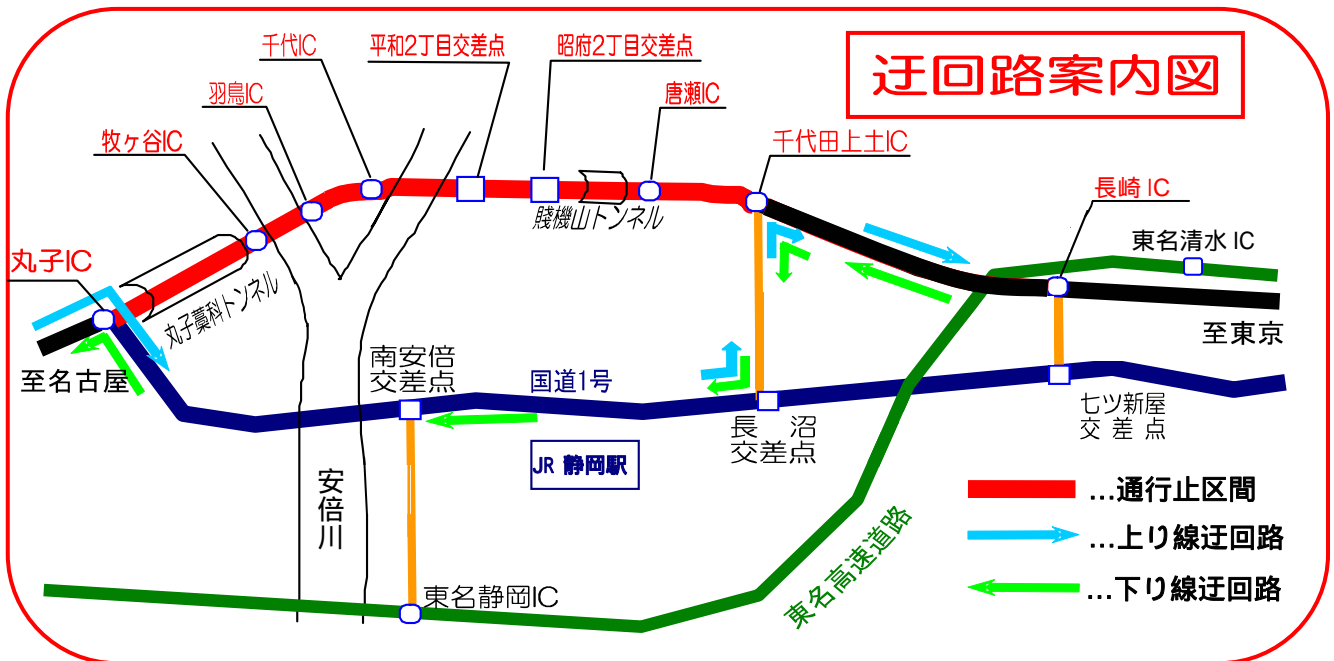 迂回路案内図
千代IC
平和2丁目交差点
昭府2丁目交差点
羽鳥IC
唐瀬IC
牧ヶ谷IC
千代田上土IC
長崎 IC
丸子IC
賤機山トンネル
東名清水 IC
丸子藁科トンネル
至東京
至名古屋
南安倍
交差点
国道1号
七ツ新屋
交 差 点
長 沼
交差点
JR 静岡駅
安倍川
...通行止区間
...上り線迂回路
...下り線迂回路
東名高速道路
東名静岡IC